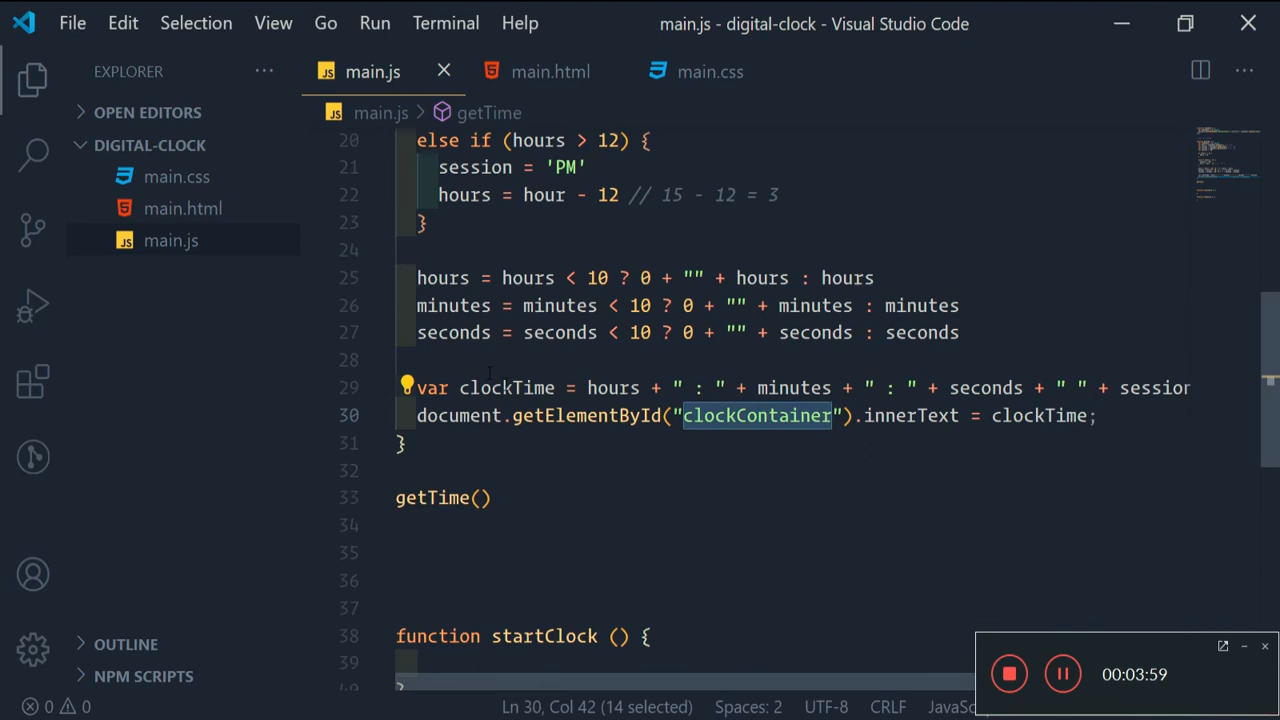 File Edit Selection View Go Run Terminal Help main.js - digital-clock - Visual Studio Code
EXPLORER ··· JS main.js main.html main.css ···
OPEN EDITORS
JS main.js > getTime
DIGITAL-CLOCK
main.css
main.html
JS main.js
20 else if (hours > 12) {
21 session = 'PM'
22 hours = hour - 12 // 15 - 12 = 3
23 }
24
25 hours = hours < 10 ? 0 + "" + hours : hours
26 minutes = minutes < 10 ? 0 + "" + minutes : minutes
27 seconds = seconds < 10 ? 0 + "" + seconds : seconds
28
29 var clockTime = hours + " : " + minutes + " : " + seconds + " " + session
30 document.getElementById("clockContainer").innerText = clockTime;
31 }
32
33 getTime()
34
35
36
37
38 function startClock () {
39
OUTLINE
NPM SCRIPTS
00:03:59
0 0 Ln 30, Col 42 (14 selected) Spaces: 2 UTF-8 CRLF